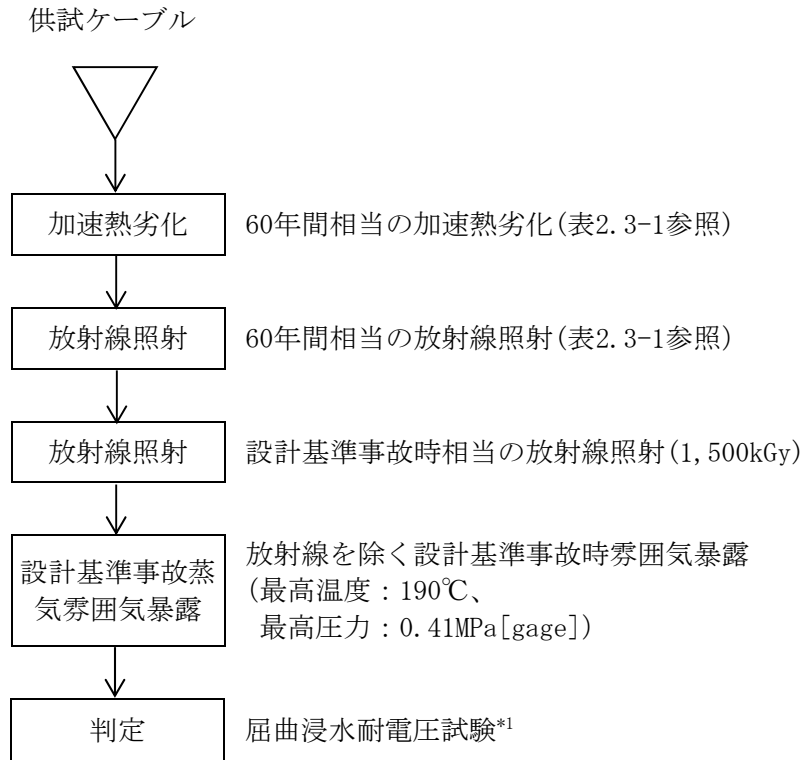 供試ケーブル
加速熱劣化 60年間相当の加速熱劣化(表2.3-1参照)
放射線照射 60年間相当の放射線照射(表2.3-1参照)
放射線照射 設計基準事故時相当の放射線照射(1,500kGy)
設計基準事故蒸
気雰囲気暴露
放射線を除く設計基準事故時雰囲気暴露
(最高温度：190℃、
最高圧力：0.41MPa[gage])
判定 屈曲浸水耐電圧試験*1